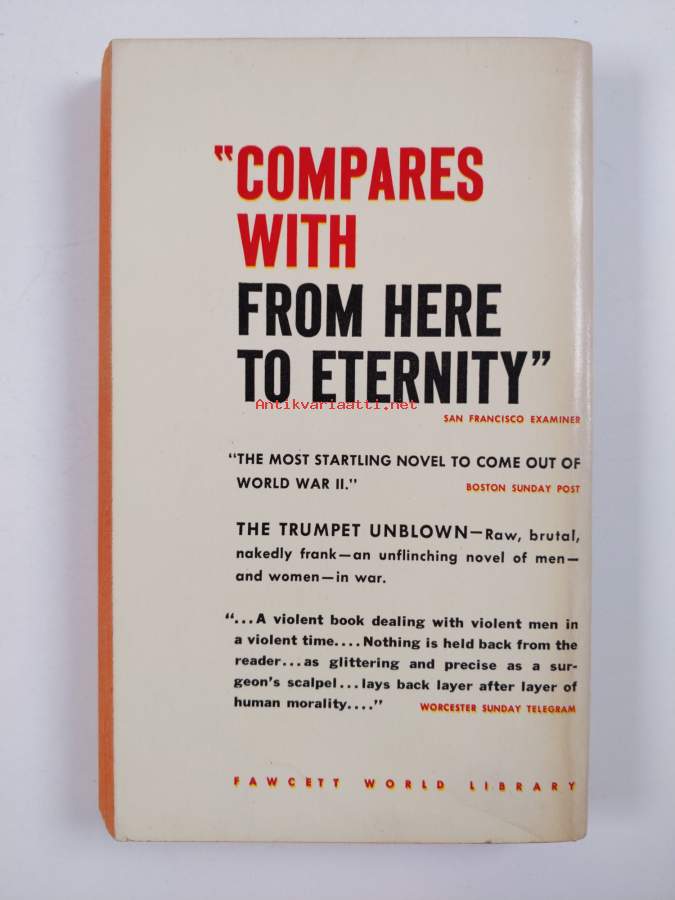 "COMPARES
WITH
FROM HERE
TO ETERNITY"
Antikvariaatti.net
SAN FRANCISCO EXAMINER
"THE MOST STARTLING NOVEL TO COME OUT OF
WORLD WAR II." BOSTON SUNDAY POST
THE TRUMPET UNBLOWN—Raw, brutal,
nakedly frank—an unflinching novel of men—
and women—in war.
"...A violent book dealing with violent men in
a violent time....Nothing is held back from the
reader...as glittering and precise as a sur-
geon's scalpel...lays back layer after layer of
human morality...." WORCESTER SUNDAY TELEGRAM
FAWCETT WORLD LIBRARY